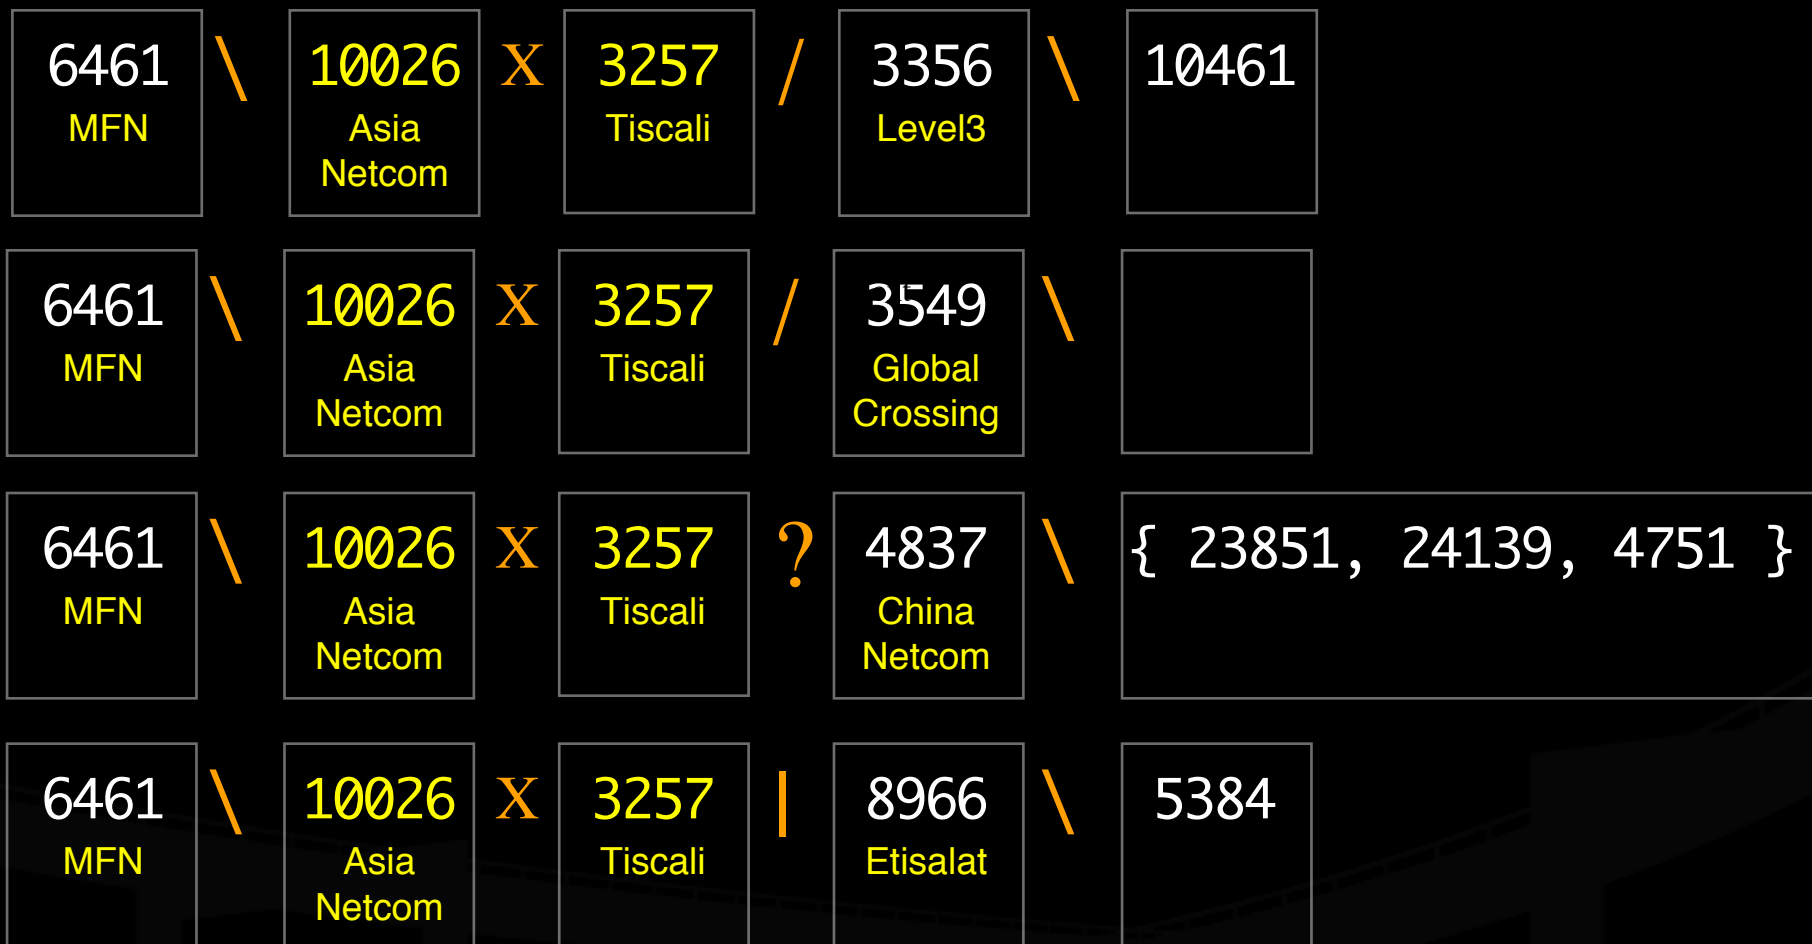 6461 \ 10026 X 3257 / 3356 \ 10461
MFN Asia Tiscali Level3
Netcom
6461 \ 10026 X 3257 / 3549 \
MFN Asia Tiscali Global
Netcom Crossing
6461 \ 10026 X 3257 ? 4837 \ { 23851, 24139, 4751 }
MFN Asia Tiscali China
Netcom Netcom
6461 \ 10026 X 3257 | 8966 \ 5384
MFN Asia Tiscali Etisalat
Netcom